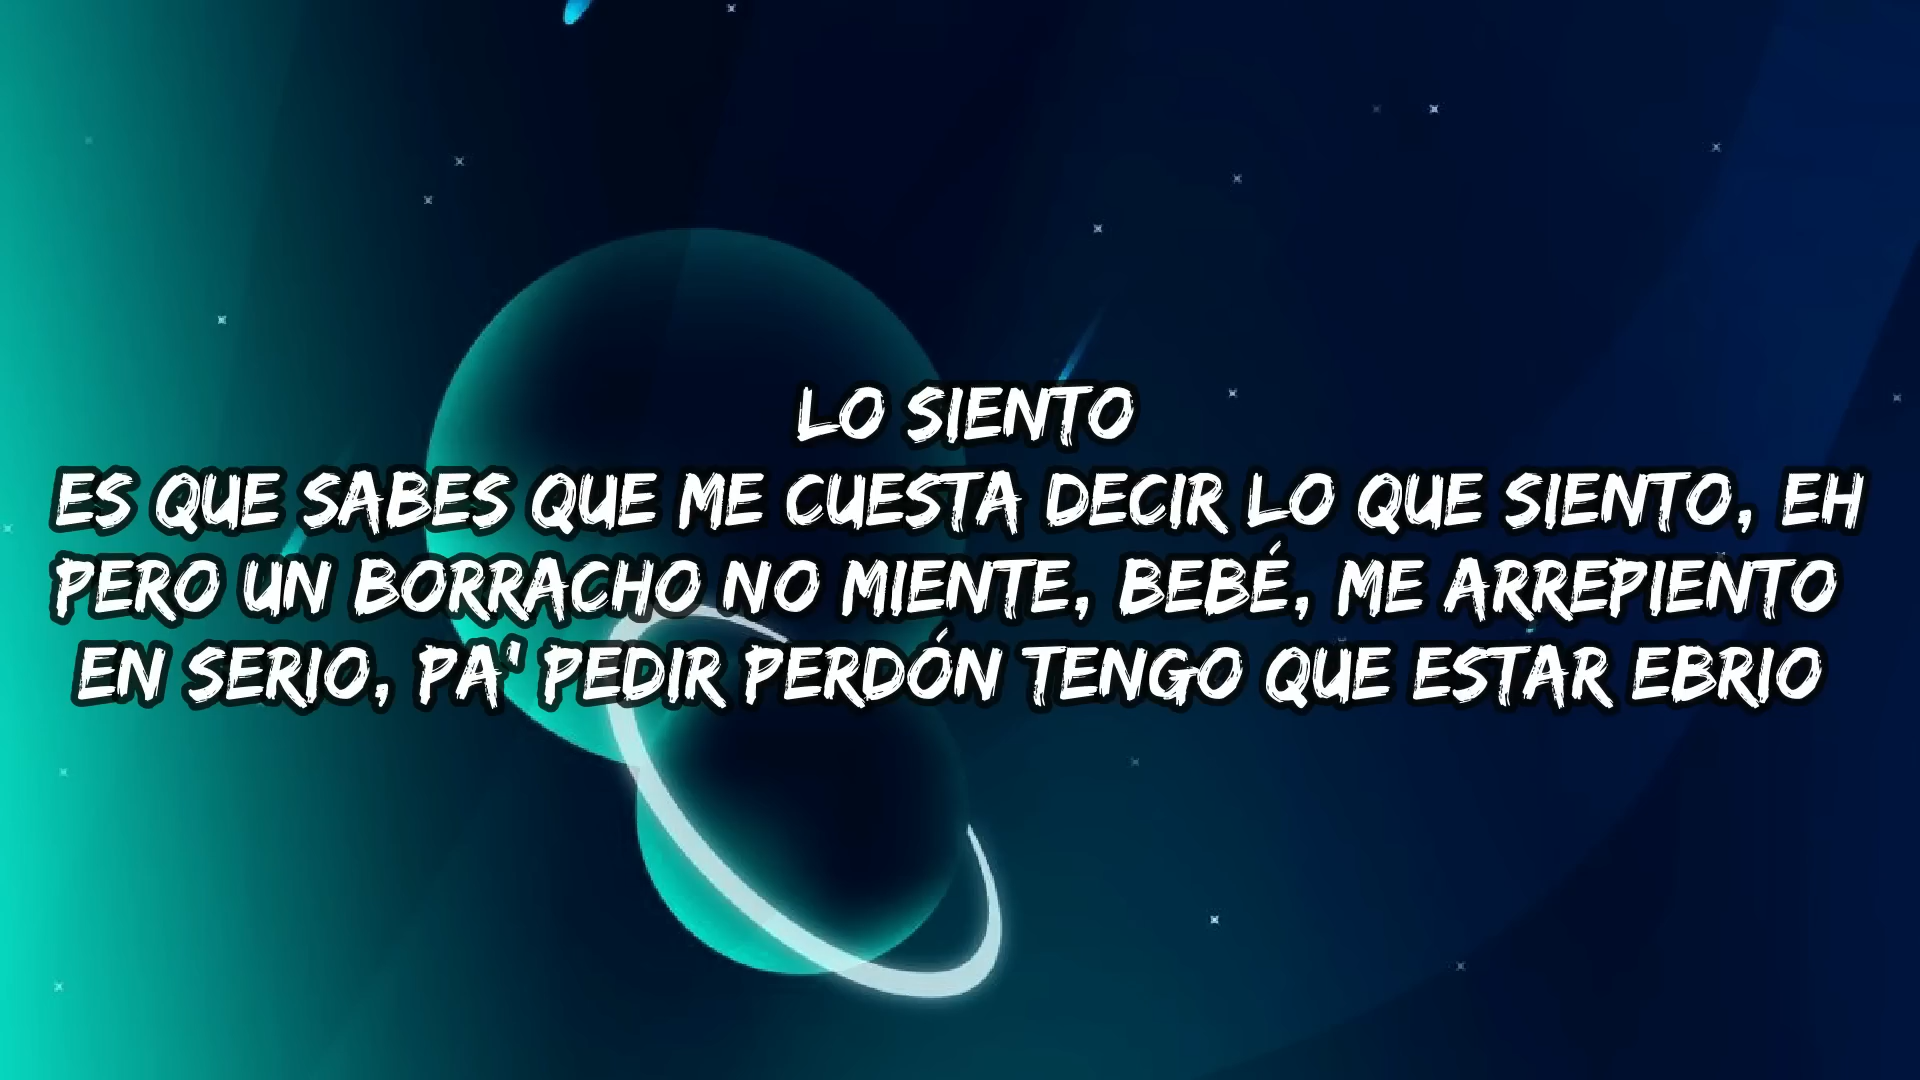 LO SIENTO
ES QUE SABES QUE ME CUESTA DECIR LO QUE SIENTO, EH
PERO UN BORRACHO NO MIENTE, BEBÉ, ME ARREPIENTO
EN SERIO, PA' PEDIR PERDÓN TENGO QUE ESTAR EBRIO